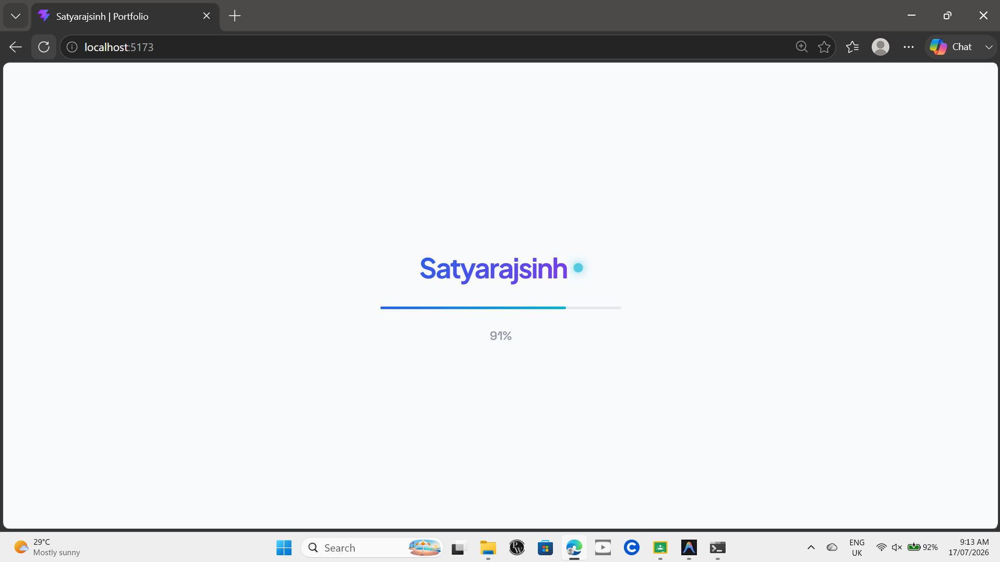 Satyarajsinh | Portfolio
localhost:5173
Chat
Satyarajsinh
91%
29°C
Mostly sunny
Search
PW
ENG
UK
92%
9:13 AM
17/07/2026